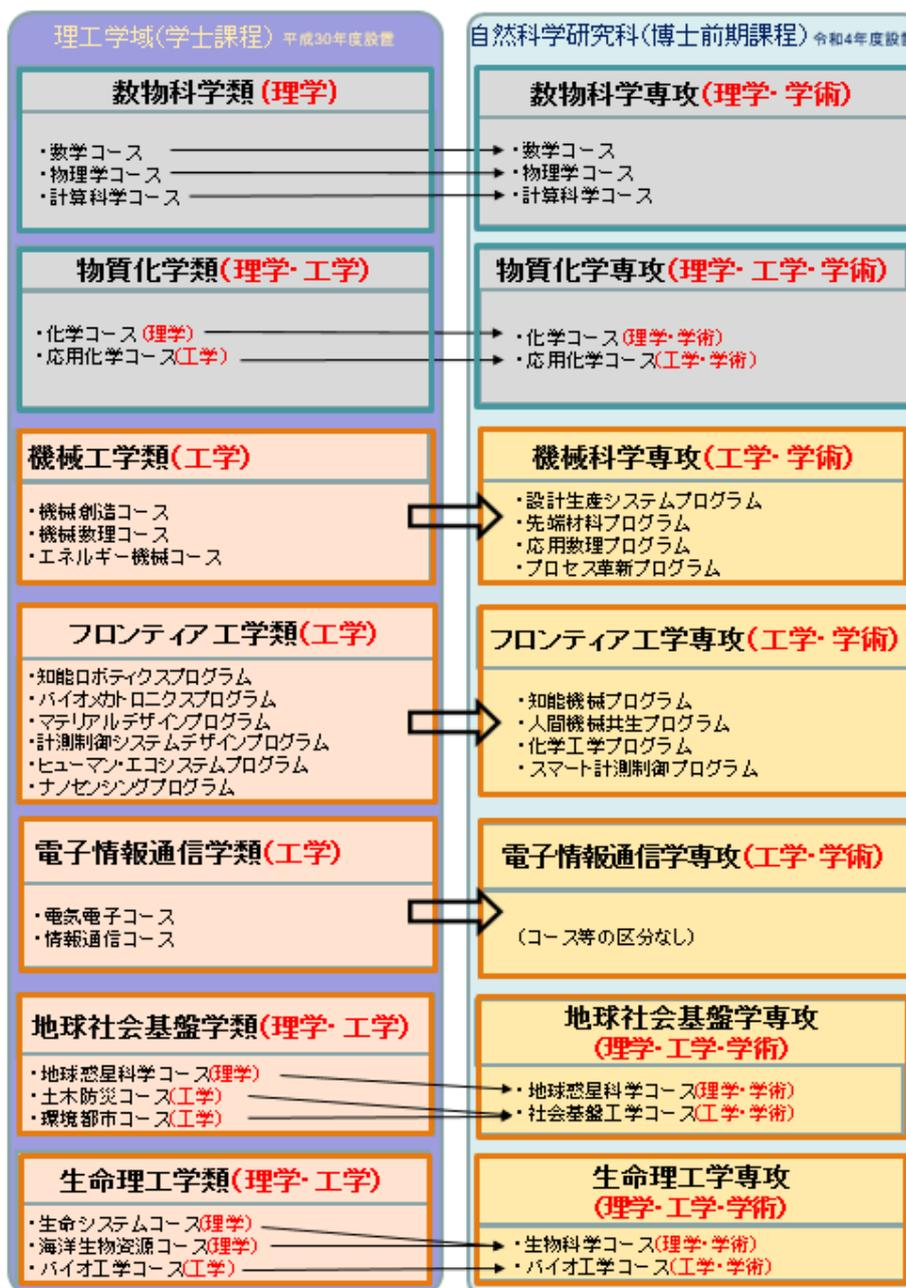 理工学域(学士課程) 平成30年度設置
数物科学類(理学)
・数学コース
・物理学コース
・計算科学コース
物質化学類(理学・工学)
・化学コース(理学)
・応用化学コース(工学)
機械工学類(工学)
・機械創造コース
・機械数理コース
・エネルギー機械コース
フロンティア工学類(工学)
・知能ロボティクスプログラム
・バイオメカトロニクスプログラム
・マテリアルデザインプログラム
・計測制御システムデザインプログラム
・ヒューマン・エコシステムプログラム
・ナノセンシングプログラム
電子情報通信学類(工学)
・電気電子コース
・情報通信コース
地球社会基盤学類(理学・工学)
・地球惑星科学コース(理学)
・土木防災コース(工学)
・環境都市コース(工学)
生命理工学類(理学・工学)
・生命システムコース(理学)
・海洋生物資源コース(理学)
・バイオ工学コース(工学)
自然科学研究科(博士前期課程) 令和4年度設置
数物科学専攻(理学・学術)
・数学コース
・物理学コース
・計算科学コース
物質化学専攻(理学・工学・学術)
・化学コース(理学・学術)
・応用化学コース(工学・学術)
機械科学専攻(工学・学術)
・設計生産システムプログラム
・先端材料プログラム
・応用数理プログラム
・プロセス革新プログラム
フロンティア工学専攻(工学・学術)
・知能機械プログラム
・人間機械共生プログラム
・化学工学プログラム
・スマート計測制御プログラム
電子情報通信学専攻(工学・学術)
(コース等の区分なし)
地球社会基盤学専攻
(理学・工学・学術)
・地球惑星科学コース(理学・学術)
・社会基盤工学コース(工学・学術)
生命理工学専攻
(理学・工学・学術)
・生物科学コース(理学・学術)
・バイオ工学コース(工学・学術)